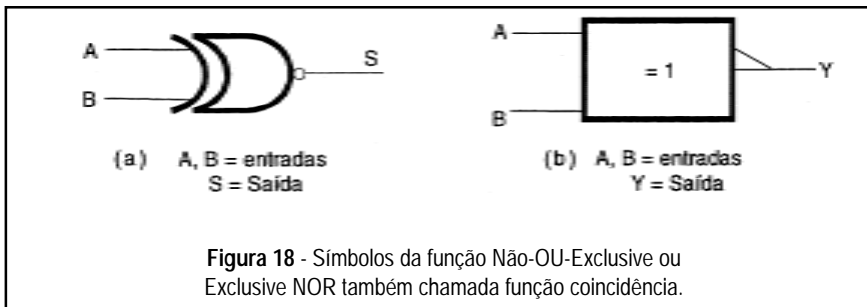 A
B
S
(a) A, B = entradas
S = Saída
A
B
= 1
Y
(b) A, B = entradas
Y = Saída
Figura 18 - Símbolos da função Não-OU-Exclusive ou
Exclusive NOR também chamada função coincidência.